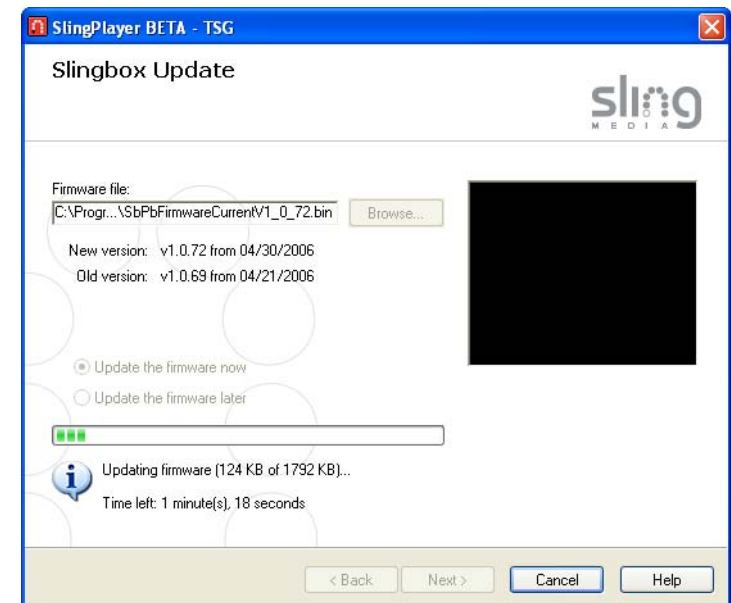 SlingPlayer BETA - TSG
Slingbox Update
sling
MEDIA
Firmware file:
C:\Progr...\SbPbFirmwareCurrentV1_0_72.bin Browse...
New version: v1.0.72 from 04/30/2006
Old version: v1.0.69 from 04/21/2006
Update the firmware now
Update the firmware later
Updating firmware (124 KB of 1792 KB)...
Time left: 1 minute(s), 18 seconds
< Back Next > Cancel Help